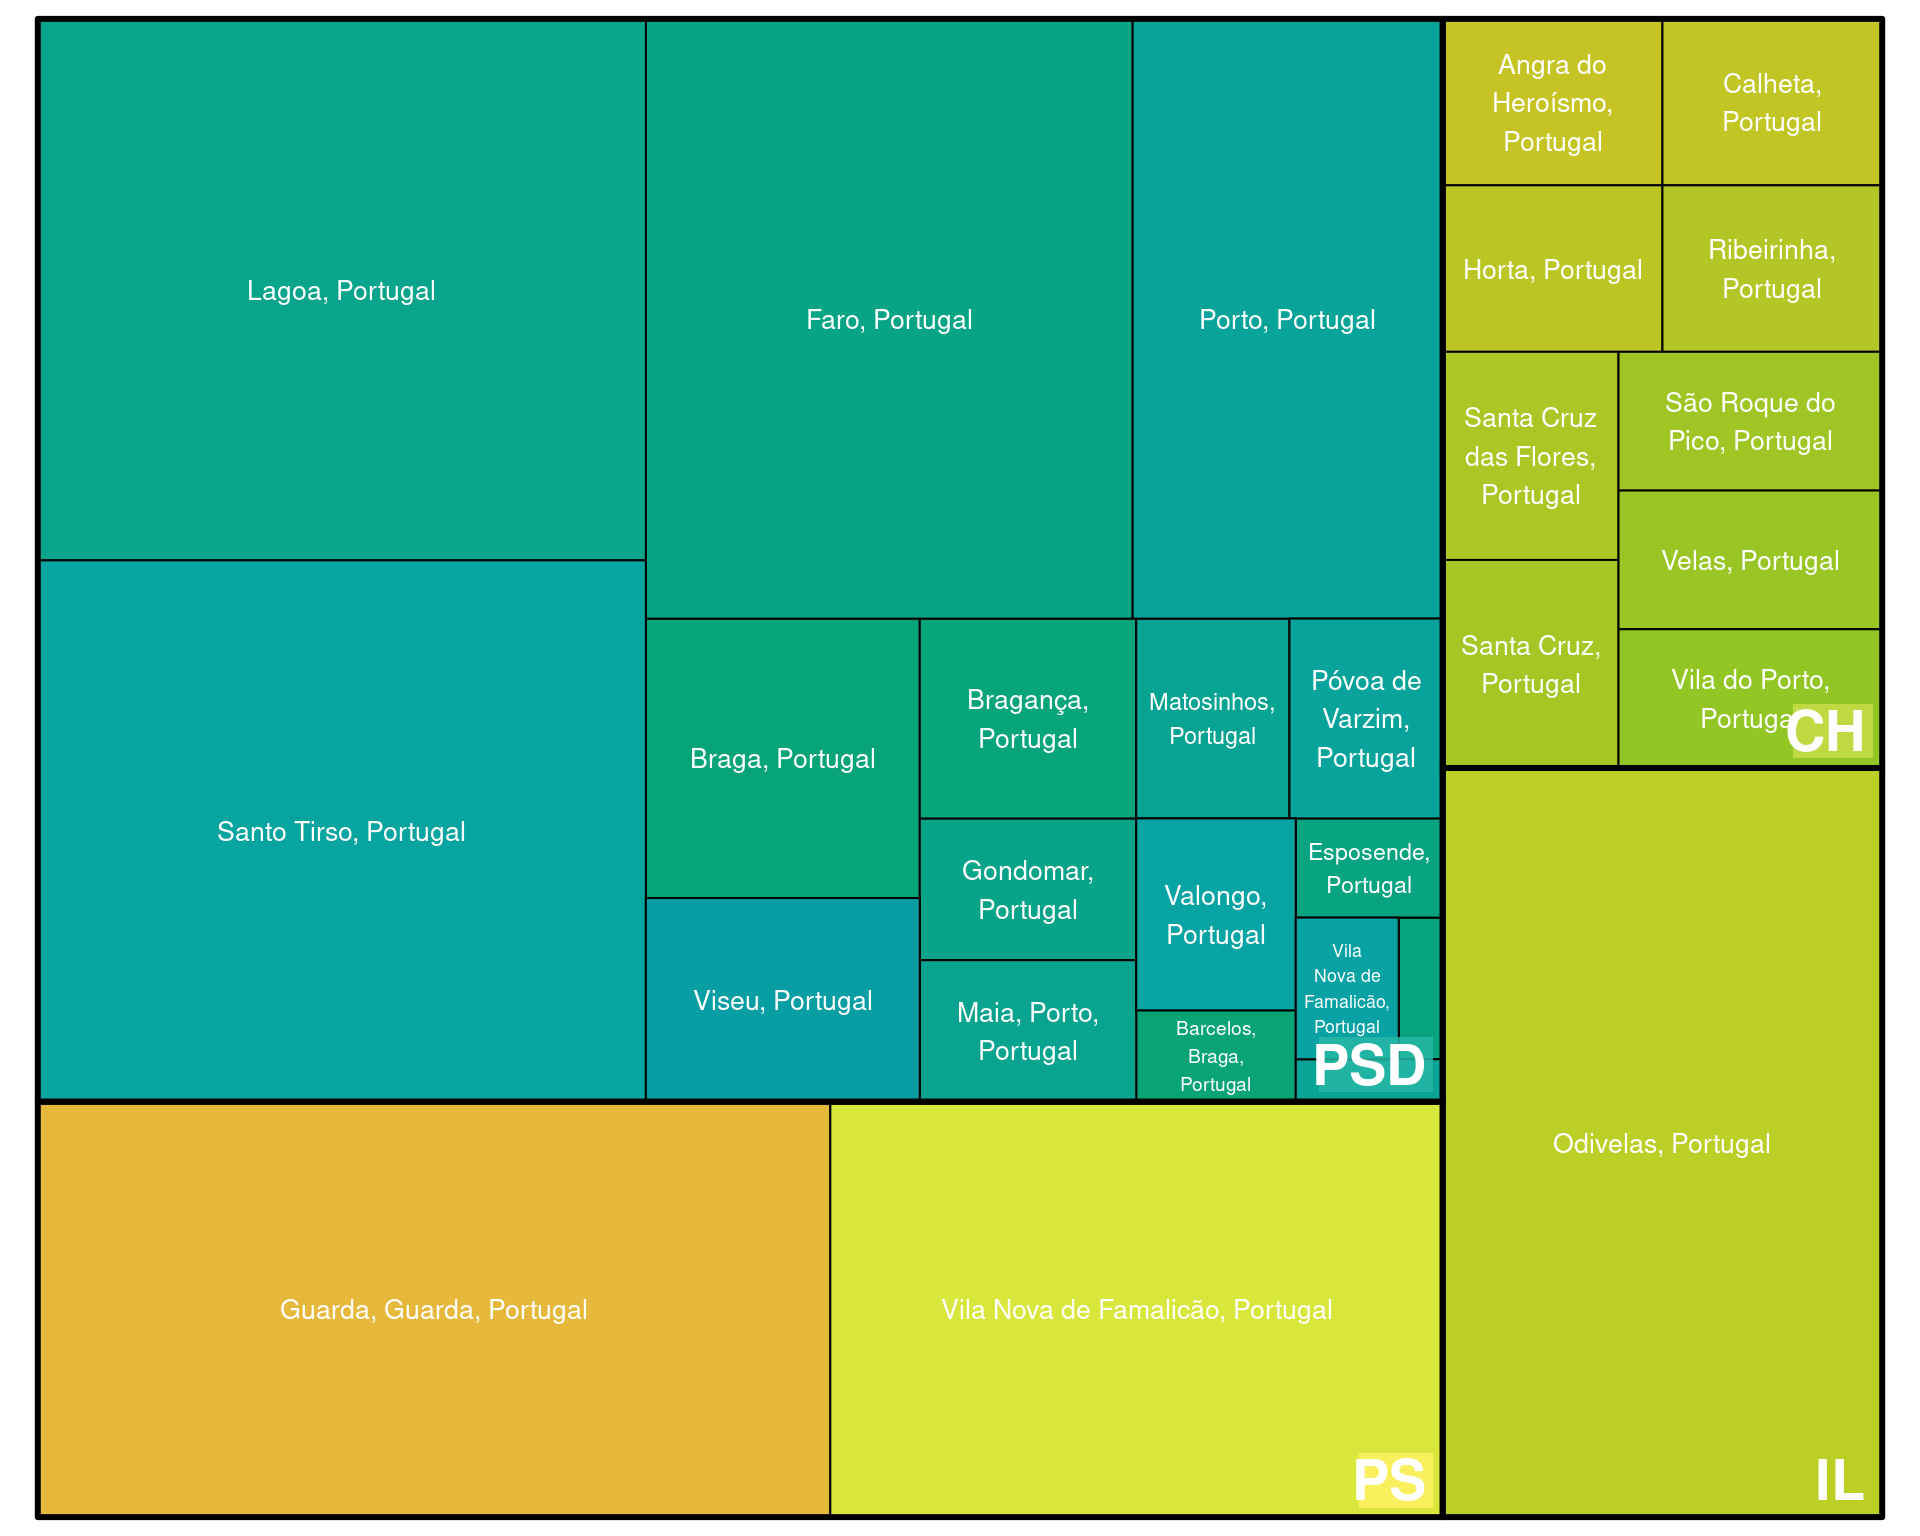 Lagoa, Portugal
Faro, Portugal
Porto, Portugal
Angra do
Heroísmo,
Portugal
Calheta,
Portugal
Horta, Portugal
Ribeirinha,
Portugal
Santa Cruz
das Flores,
Portugal
São Roque do
Pico, Portugal
Velas, Portugal
Santa Cruz,
Portugal
Vila do Porto,
Portugal
CH
Santo Tirso, Portugal
Braga, Portugal
Bragança,
Portugal
Matosinhos,
Portugal
Póvoa de
Varzim,
Portugal
Gondomar,
Portugal
Valongo,
Portugal
Esposende,
Portugal
Viseu, Portugal
Maia, Porto,
Portugal
Barcelos,
Braga,
Portugal
Vila
Nova de
Famalicão,
Portugal
PSD
Guarda, Guarda, Portugal
Vila Nova de Famalicão, Portugal
PS
Odivelas, Portugal
IL